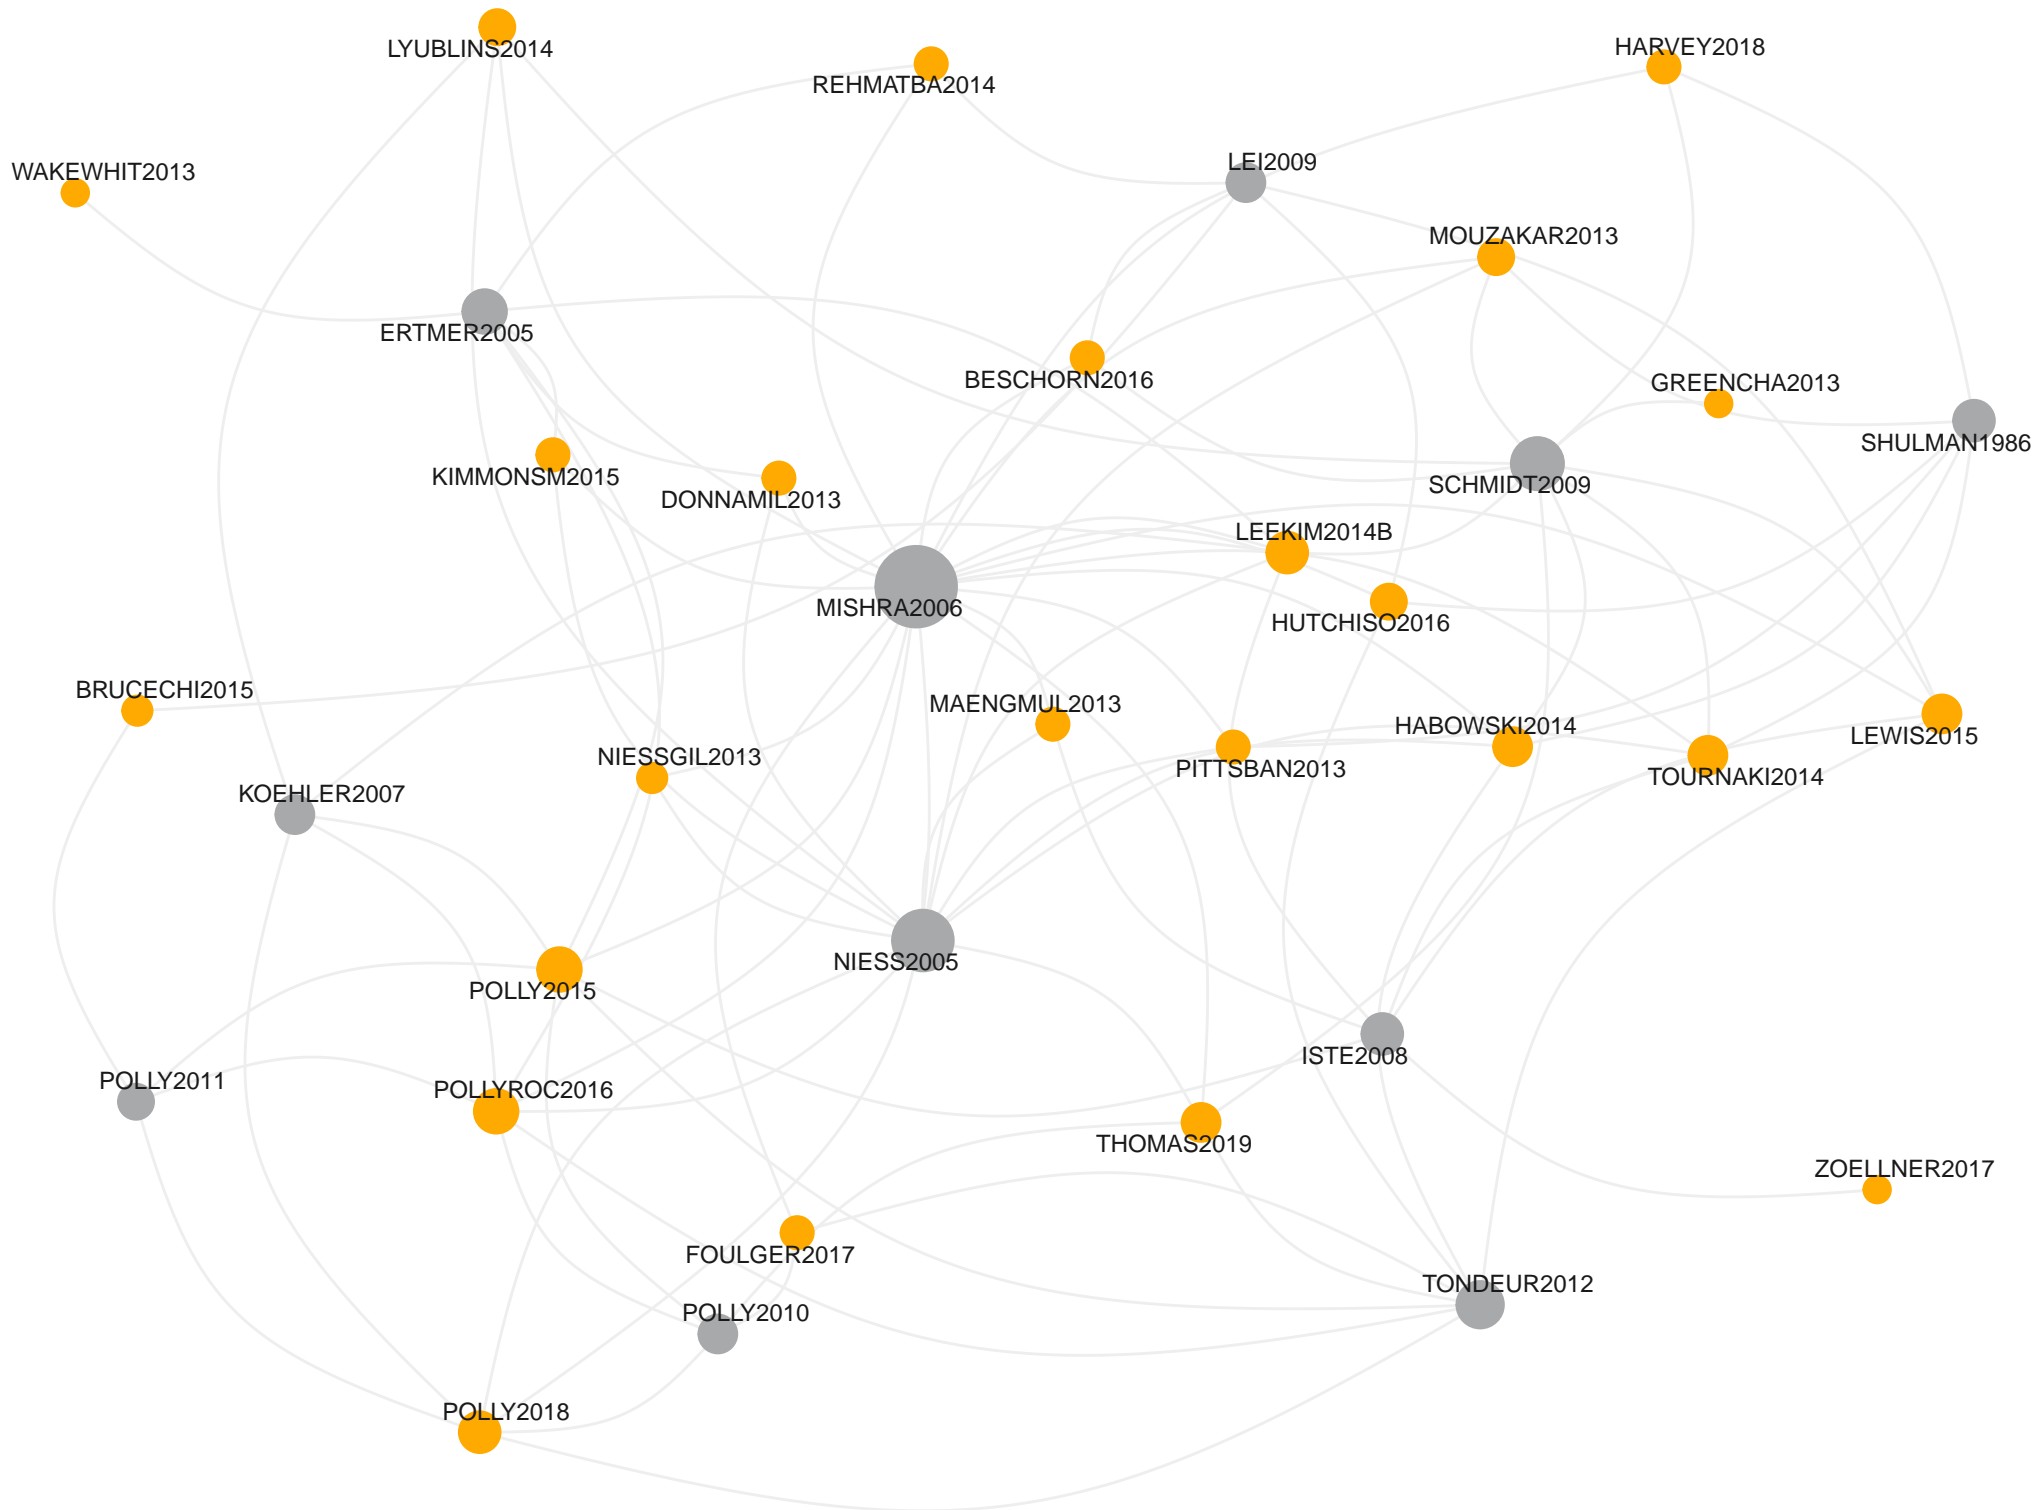 LYUBLINS2014
HARVEY2018
REHMATBA2014
LEI2009
WAKEWHIT2013
MOUZAKAR2013
ERTMER2005
BESCHORN2016
GREENCHA2013
SHULMAN1986
KIMMONSM2015
SCHMIDT2009
DONNAMIL2013
LEEKIM2014B
MISHRA2006
HUTCHISO2016
BRUCECHI2015
MAENGMUL2013
HABOWSKI2014
LEWIS2015
NIESSGIL2013
PITTSBAN2013
TOURNAKI2014
KOEHLER2007
NIESS2005
POLLY2015
ISTE2008
POLLY2011
POLLYROC2016
THOMAS2019
ZOELLNER2017
FOULGER2017
TONDEUR2012
POLLY2010
POLLY2018